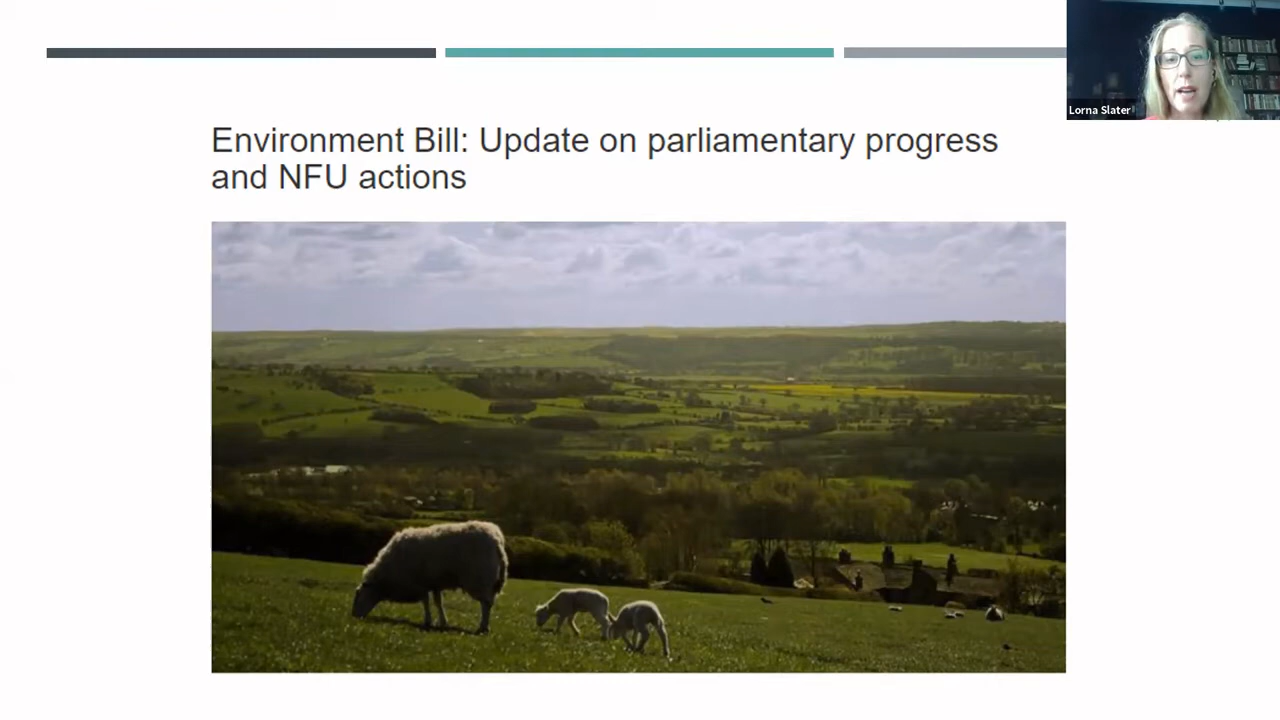 Environment Bill: Update on parliamentary progress
and NFU actions
Lorna Slater